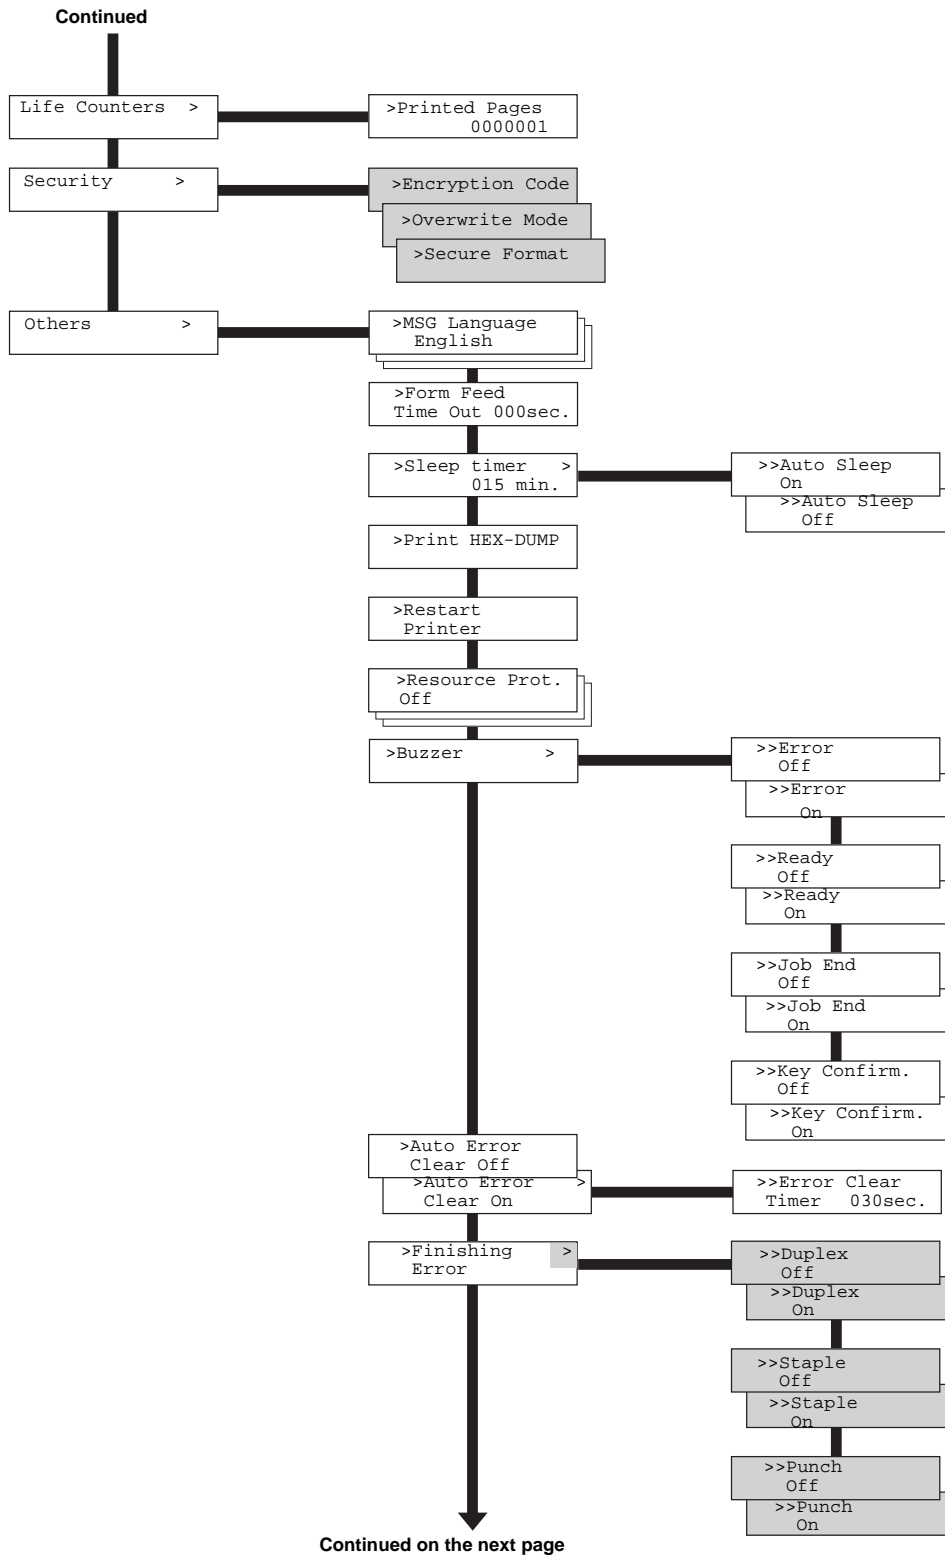 Continued
Life Counters >
>Printed Pages
0000001
Security >
>Encryption Code
>Overwrite Mode
>Secure Format
Others >
>MSG Language
English
>Form Feed
Time Out 000sec.
>Sleep timer >
015 min.
>>Auto Sleep
On
>>Auto Sleep
Off
>Print HEX-DUMP
>Restart
Printer
>Resource Prot.
Off
>Buzzer >
>>Error
Off
>>Error
On
>>Ready
Off
>>Ready
On
>>Job End
Off
>>Job End
On
>>Key Confirm.
Off
>>Key Confirm.
On
>Auto Error
Clear Off
>Auto Error >
Clear On
>>Error Clear
Timer 030sec.
>Finishing >
Error
>>Duplex
Off
>>Duplex
On
>>Staple
Off
>>Staple
On
>>Punch
Off
>>Punch
On
Continued on the next page